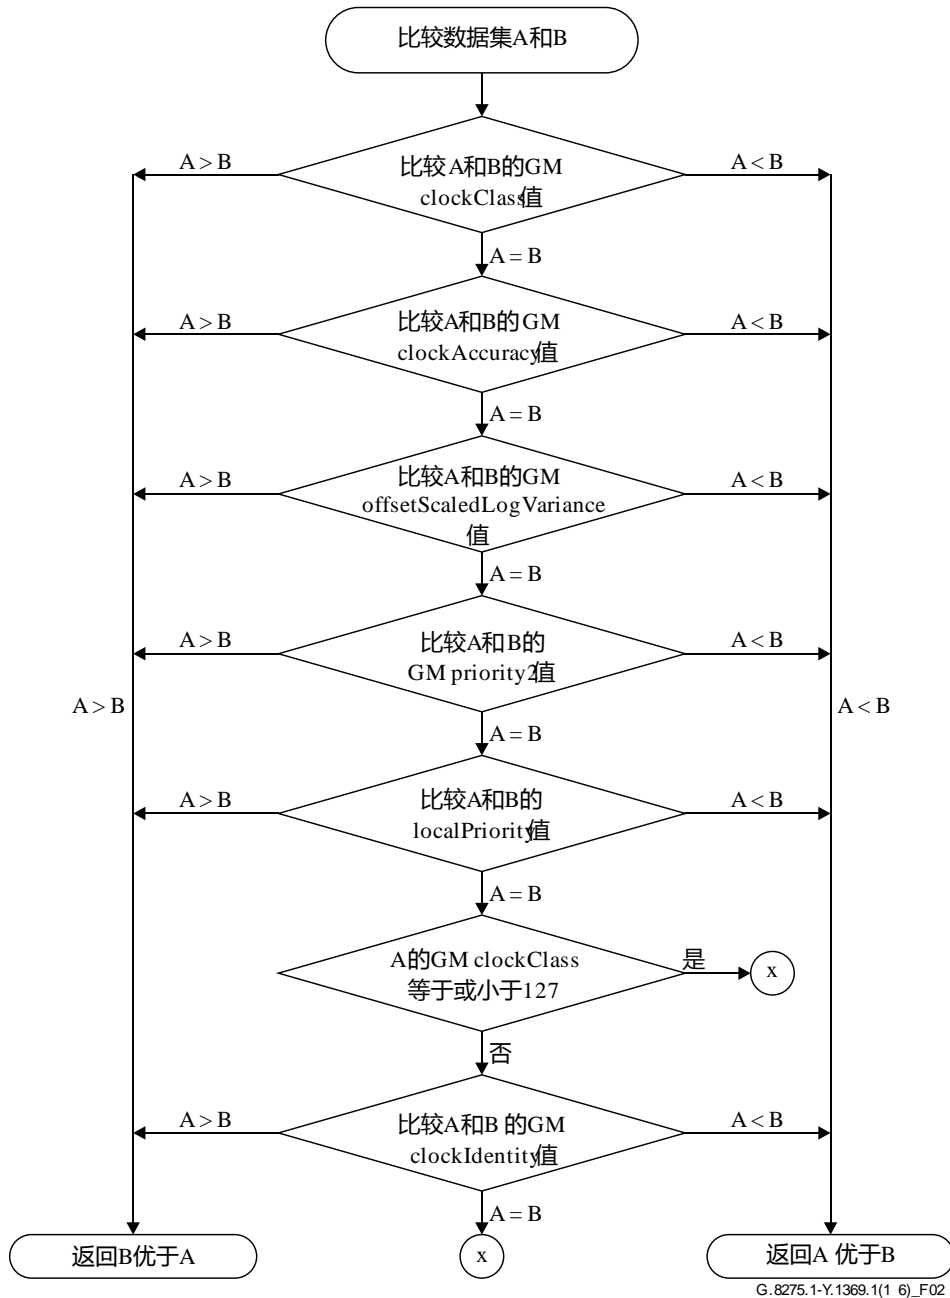 比较数据集A和B
A > B
比较A和B的GM
clockClass值
A < B
A = B
A > B
比较A和B的GM
clockAccuracy值
A < B
A = B
A > B
比较A和B的GM
offsetScaledLogVariance
值
A < B
A = B
A > B
比较A和B的
GM priority2值
A < B
A > B
A < B
A = B
A > B
比较A和B的
localPriority值
A < B
A = B
A的GM clockClass
等于或小于127
是
x
否
A > B
比较A和B 的GM
clockIdentity值
A < B
A = B
返回B优于A
x
返回A 优于B
G.8275.1-Y.1369.1(1 6)_F02